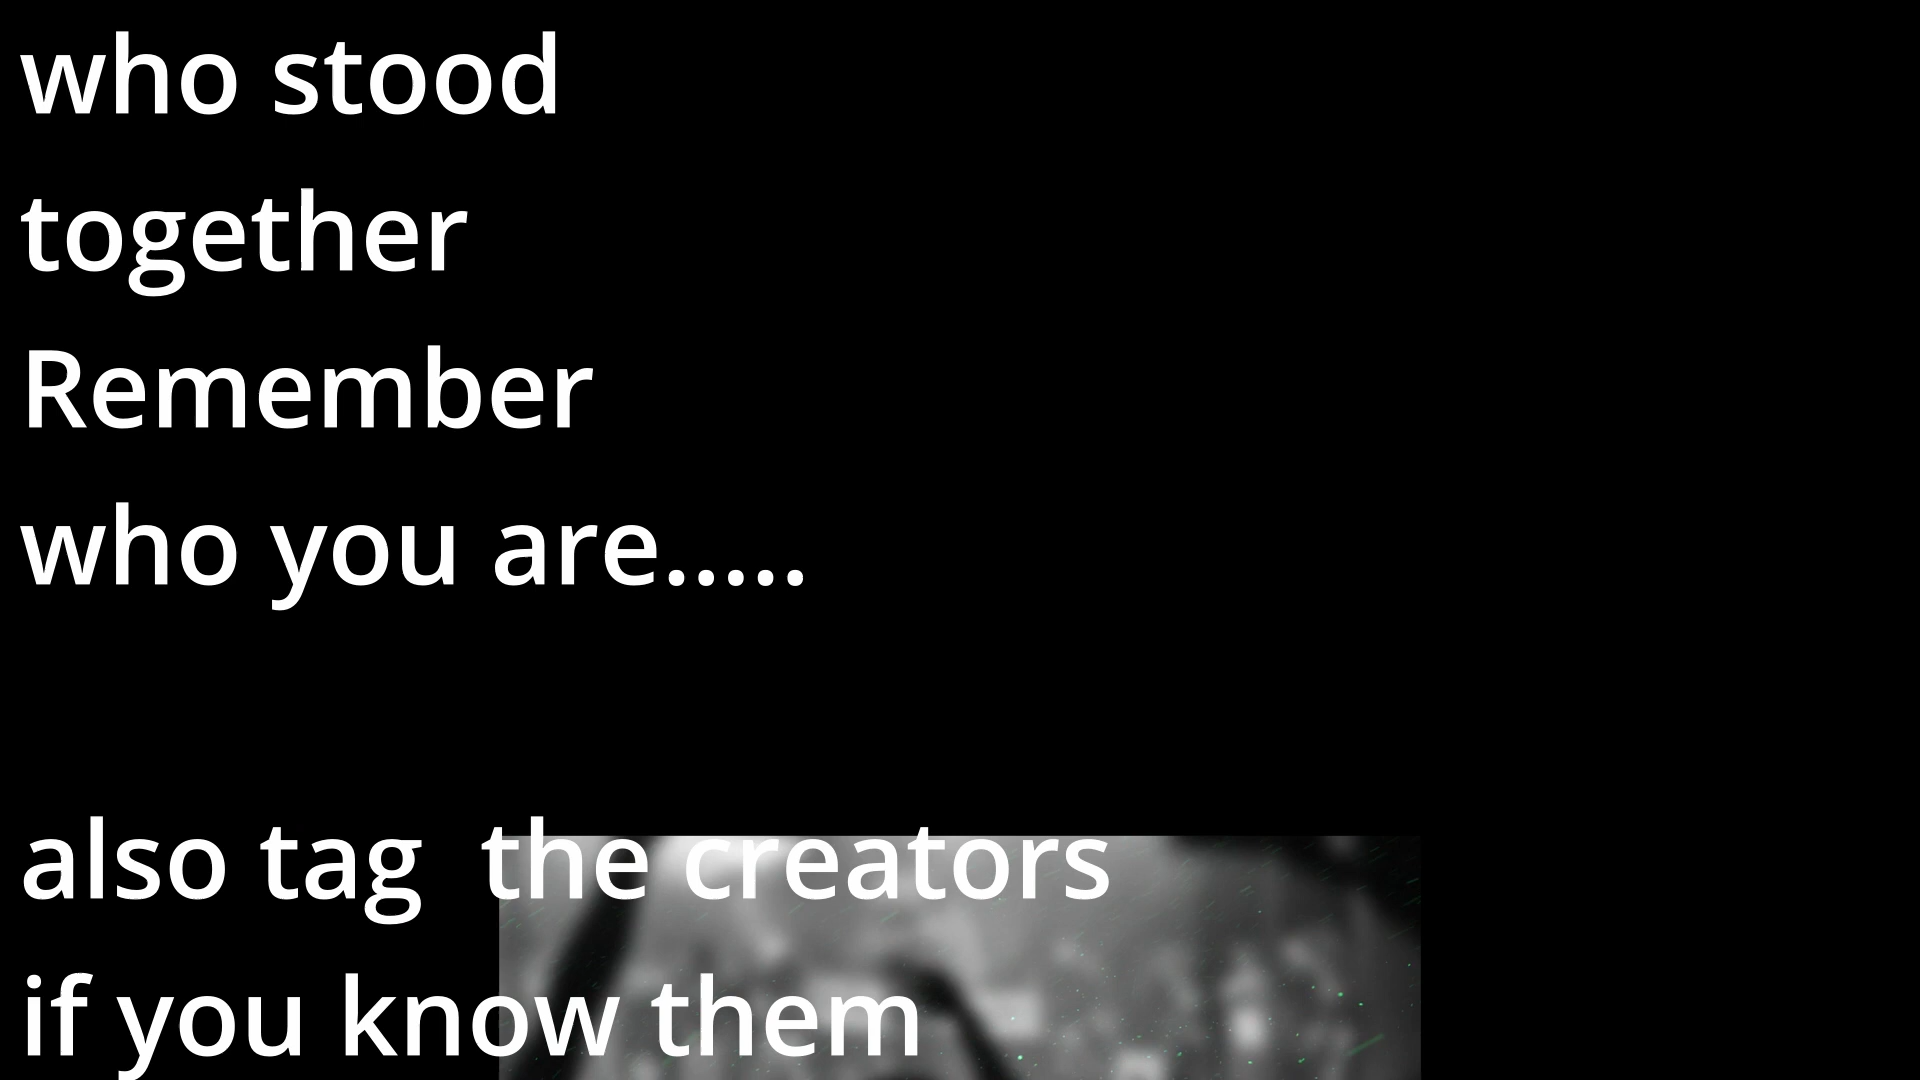 who stood
together
Remember
who you are.....
also tag  the creators
if you know them